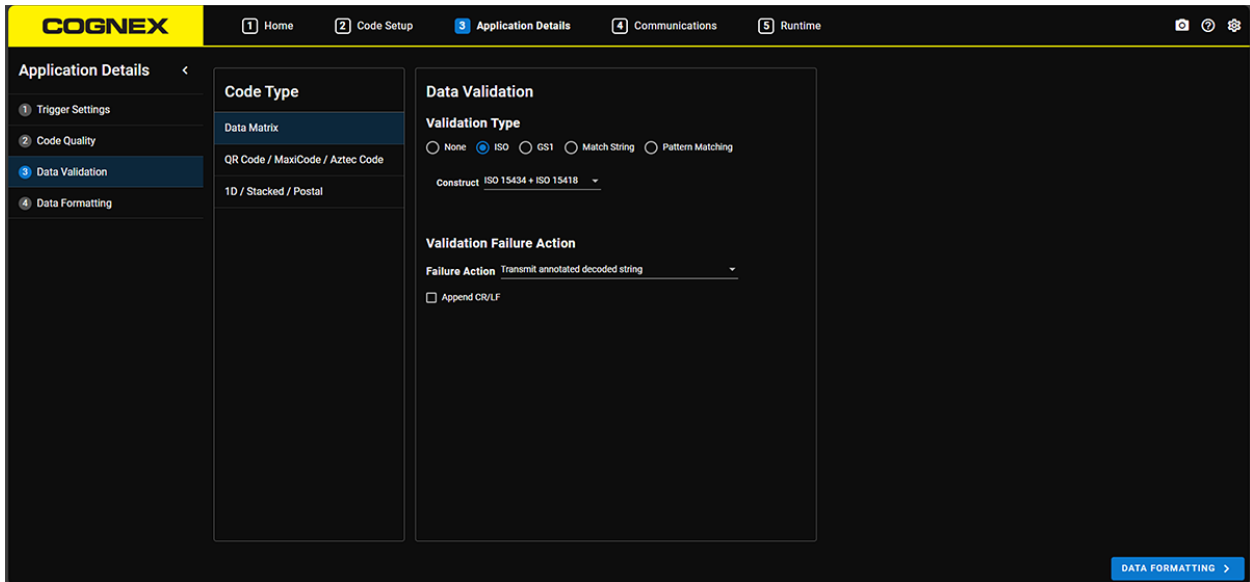 COGNEX
1 Home 2 Code Setup 3 Application Details 4 Communications 5 Runtime
Application Details
1 Trigger Settings
2 Code Quality
3 Data Validation
4 Data Formatting
Code Type
Data Matrix
QR Code / MaxiCode / Aztec Code
1D / Stacked / Postal
Data Validation
Validation Type
None ISO GS1 Match String Pattern Matching
Construct ISO 15434 + ISO 15418
Validation Failure Action
Failure Action Transmit annotated decoded string
Append CR/LF
DATA FORMATTING